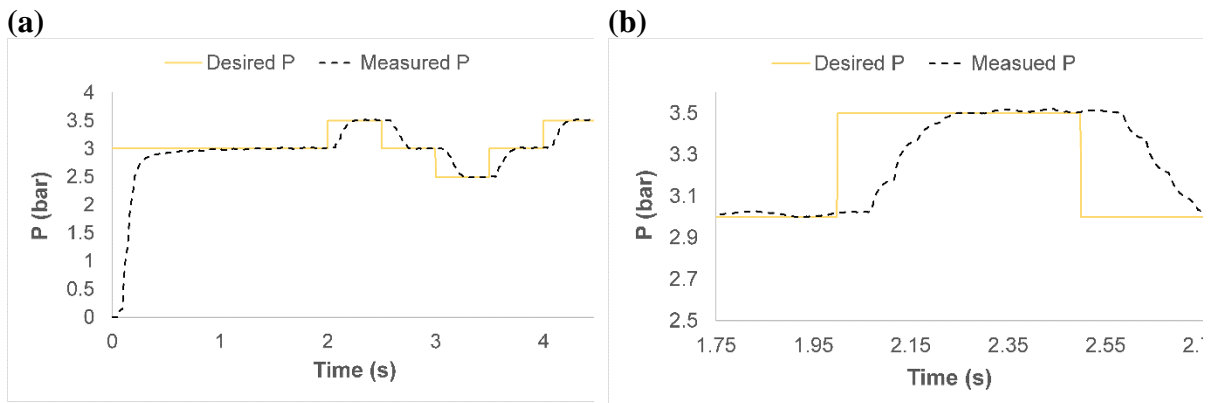 (a)
Desired P Measured P
4
3.5
3
2.5
2
1.5
1
0.5
0
P (bar)
0 1 2 3 4
Time (s)
(b)
Desired P Measued P
3.5
3.3
3.1
2.9
2.7
2.5
P (bar)
1.75 1.95 2.15 2.35 2.55
Time (s)